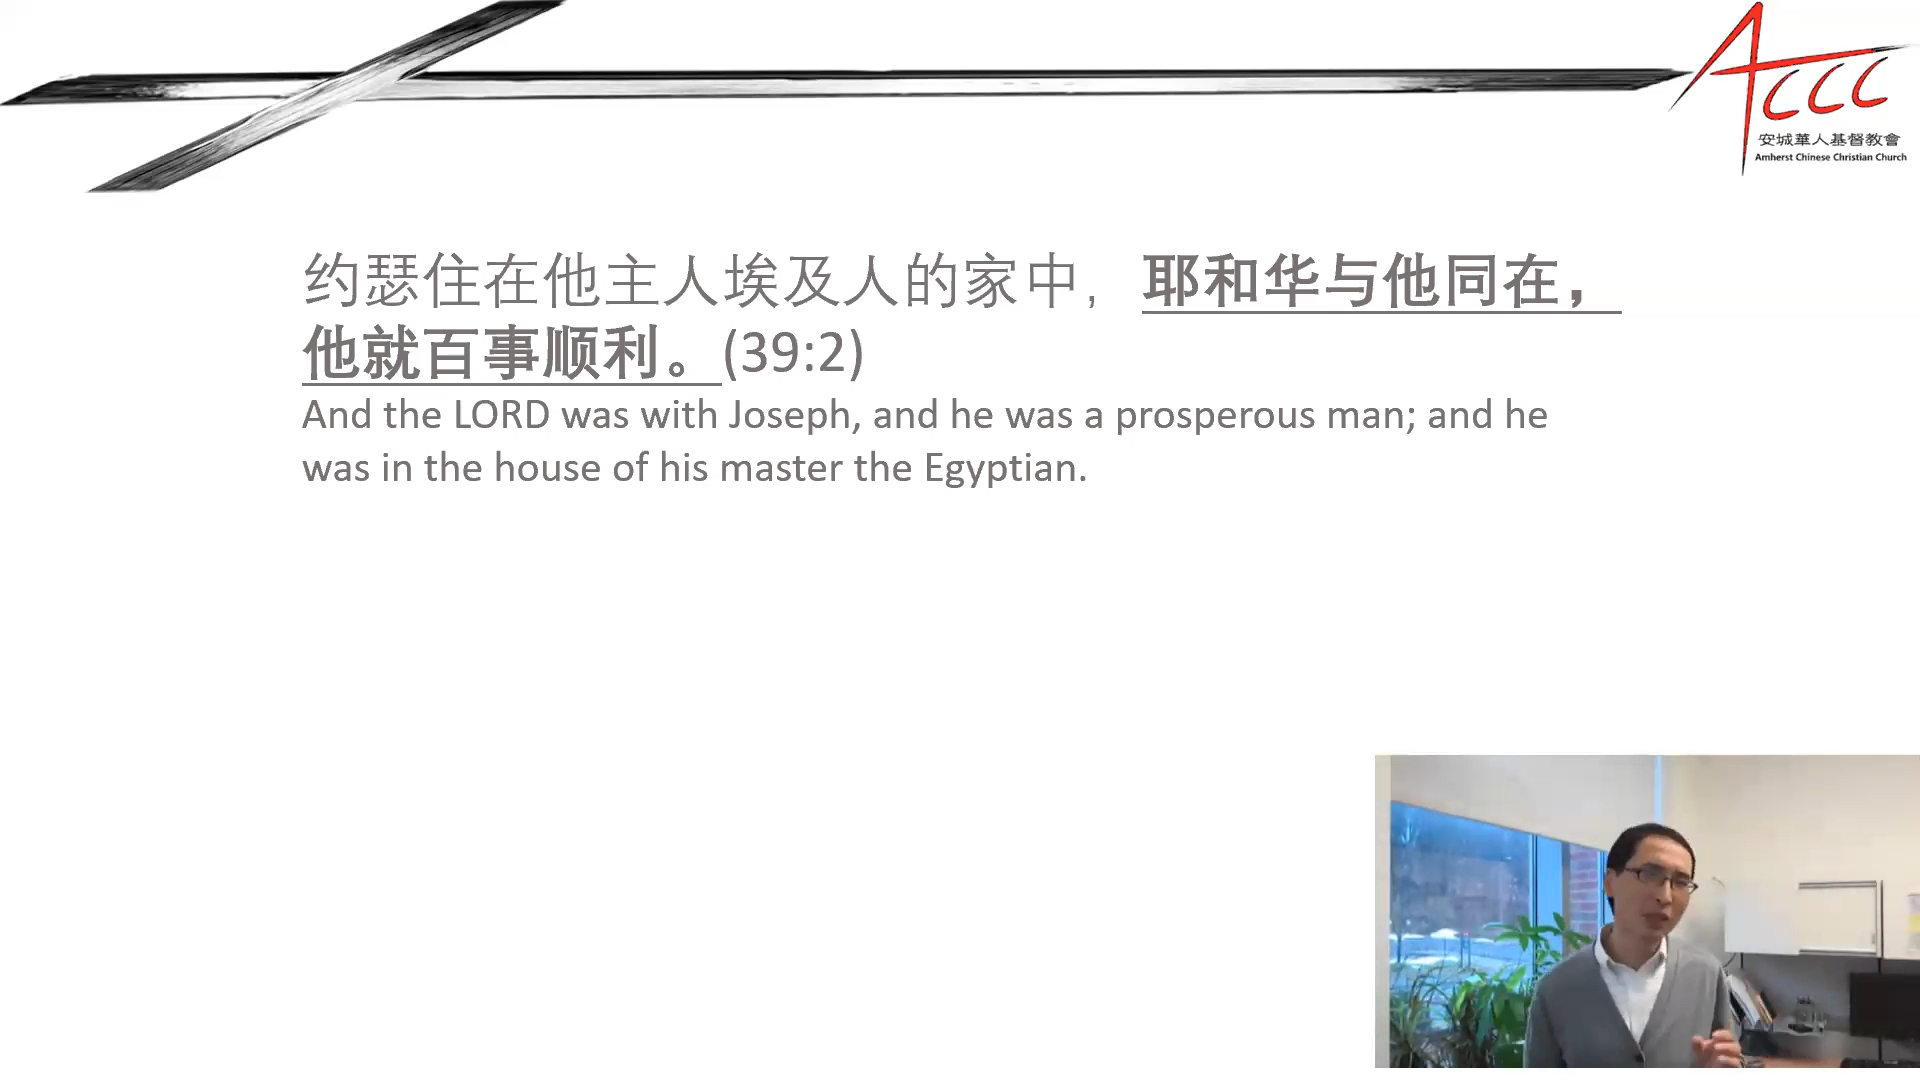 ACCC
安城華人基督教會
Amherst Chinese Christian Church
约瑟住在他主人埃及人的家中，耶和华与他同在，
他就百事顺利。(39:2)
And the LORD was with Joseph, and he was a prosperous man; and he
was in the house of his master the Egyptian.